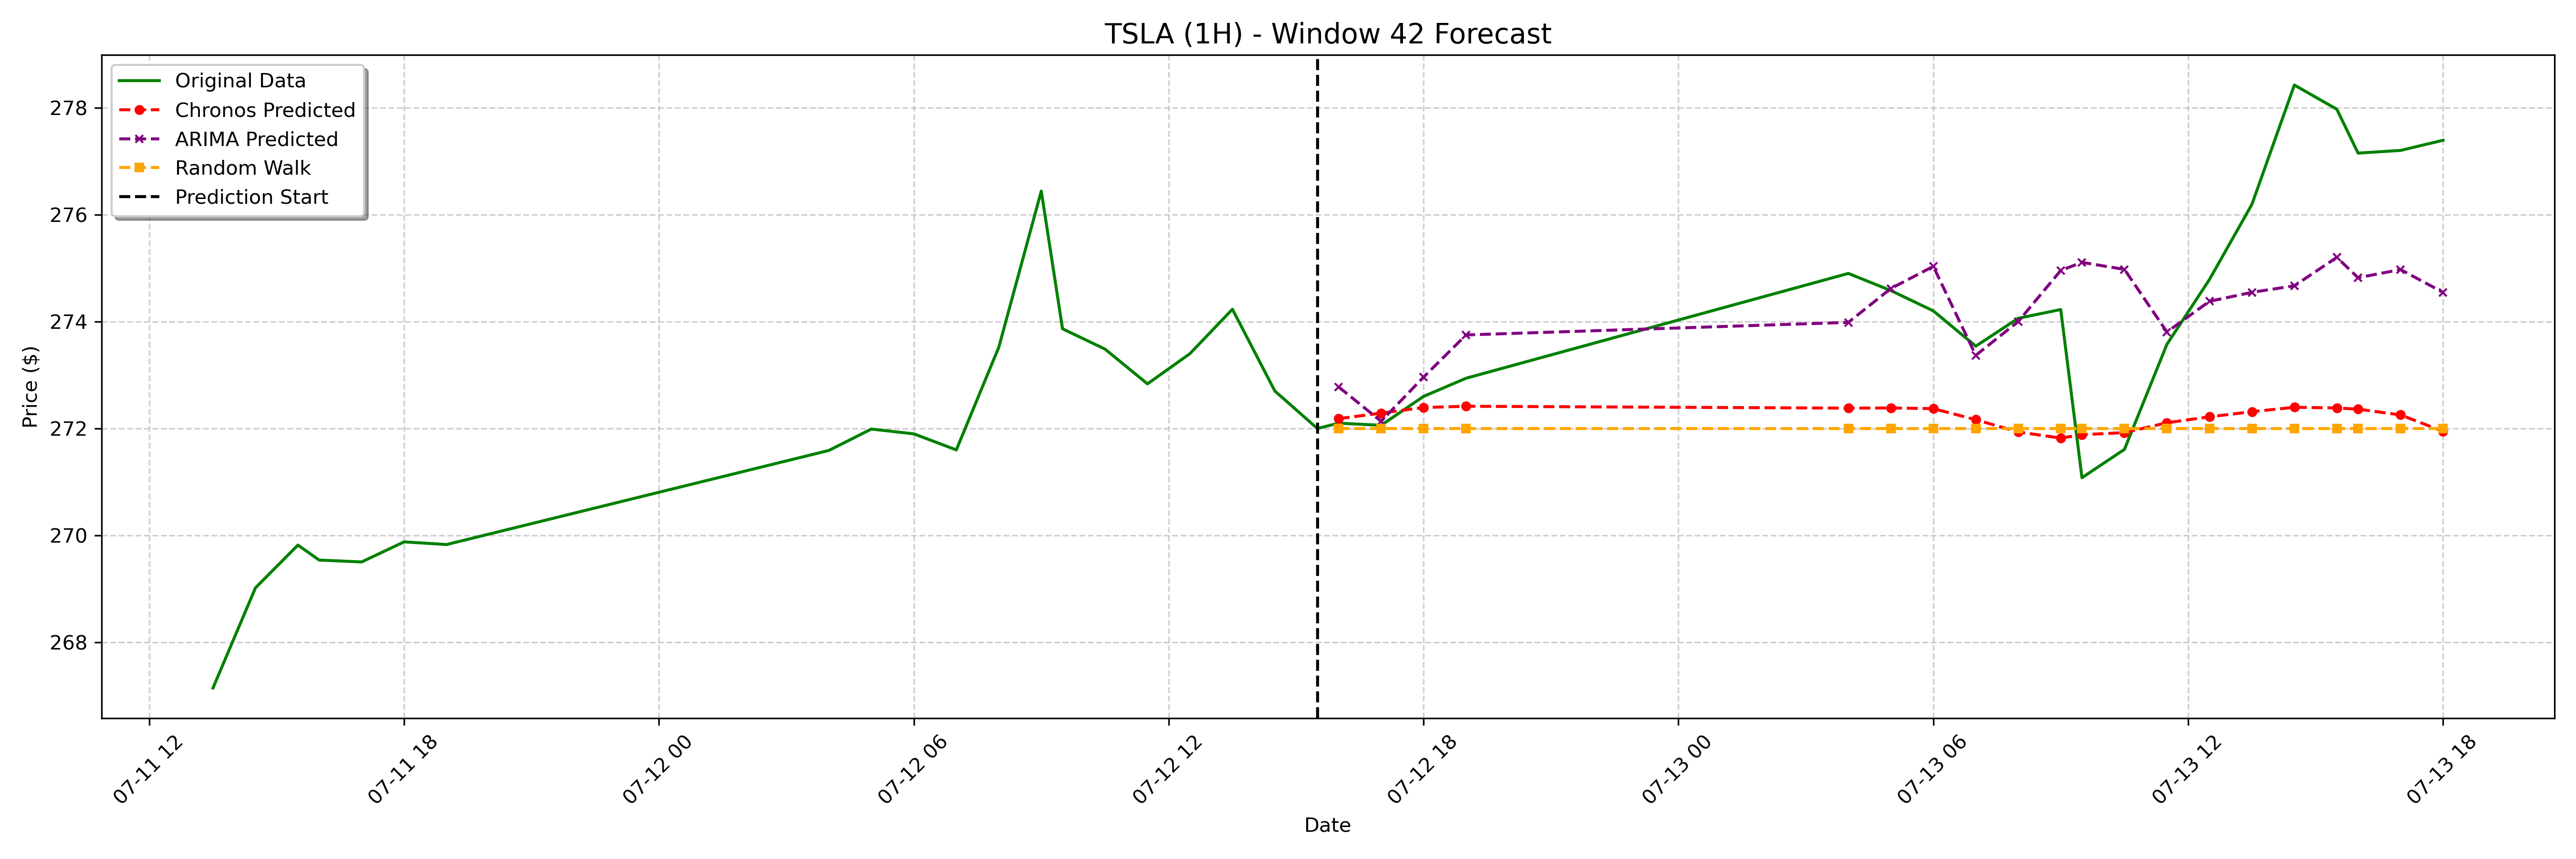 TSLA (1H) - Window 42 Forecast
Original Data
Chronos Predicted
ARIMA Predicted
Random Walk
Prediction Start
Price ($)
278
276
274
272
270
268
07-11 12
07-11 18
07-12 00
07-12 06
07-12 12
07-12 18
07-13 00
07-13 06
07-13 12
07-13 18
Date